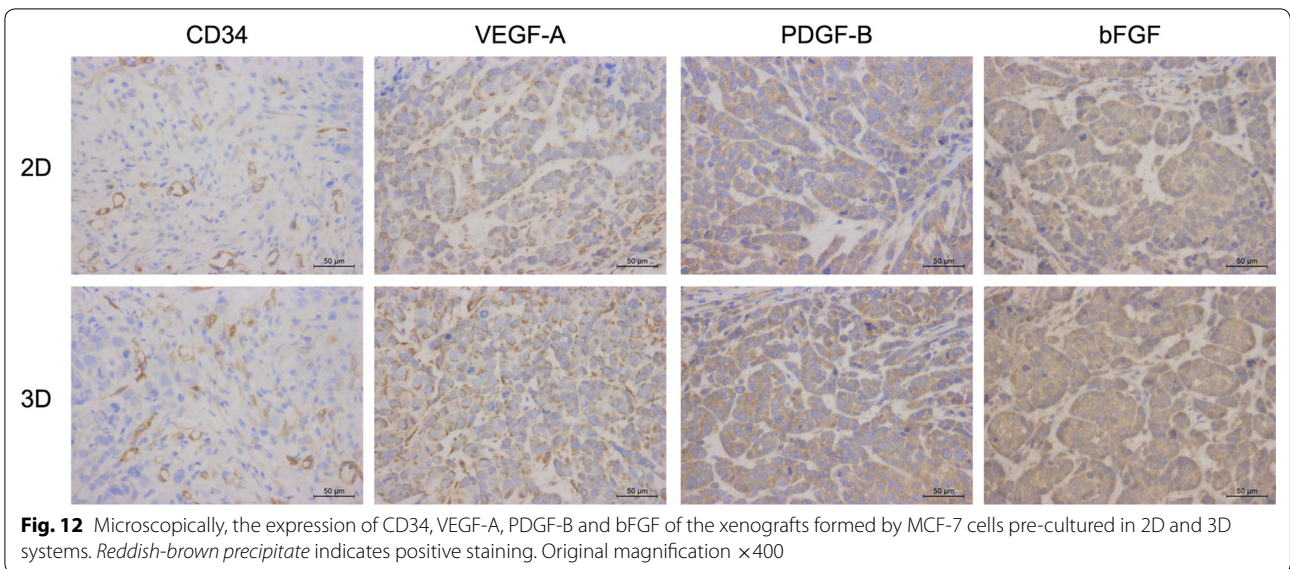 CD34 VEGF-A PDGF-B bFGF
2D
50 µm 50 µm 50 µm 50 µm
3D
50 µm 50 µm 50 µm 50 µm
Fig. 12 Microscopically, the expression of CD34, VEGF-A, PDGF-B and bFGF of the xenografts formed by MCF-7 cells pre-cultured in 2D and 3D
systems. Reddish-brown precipitate indicates positive staining. Original magnification ×400